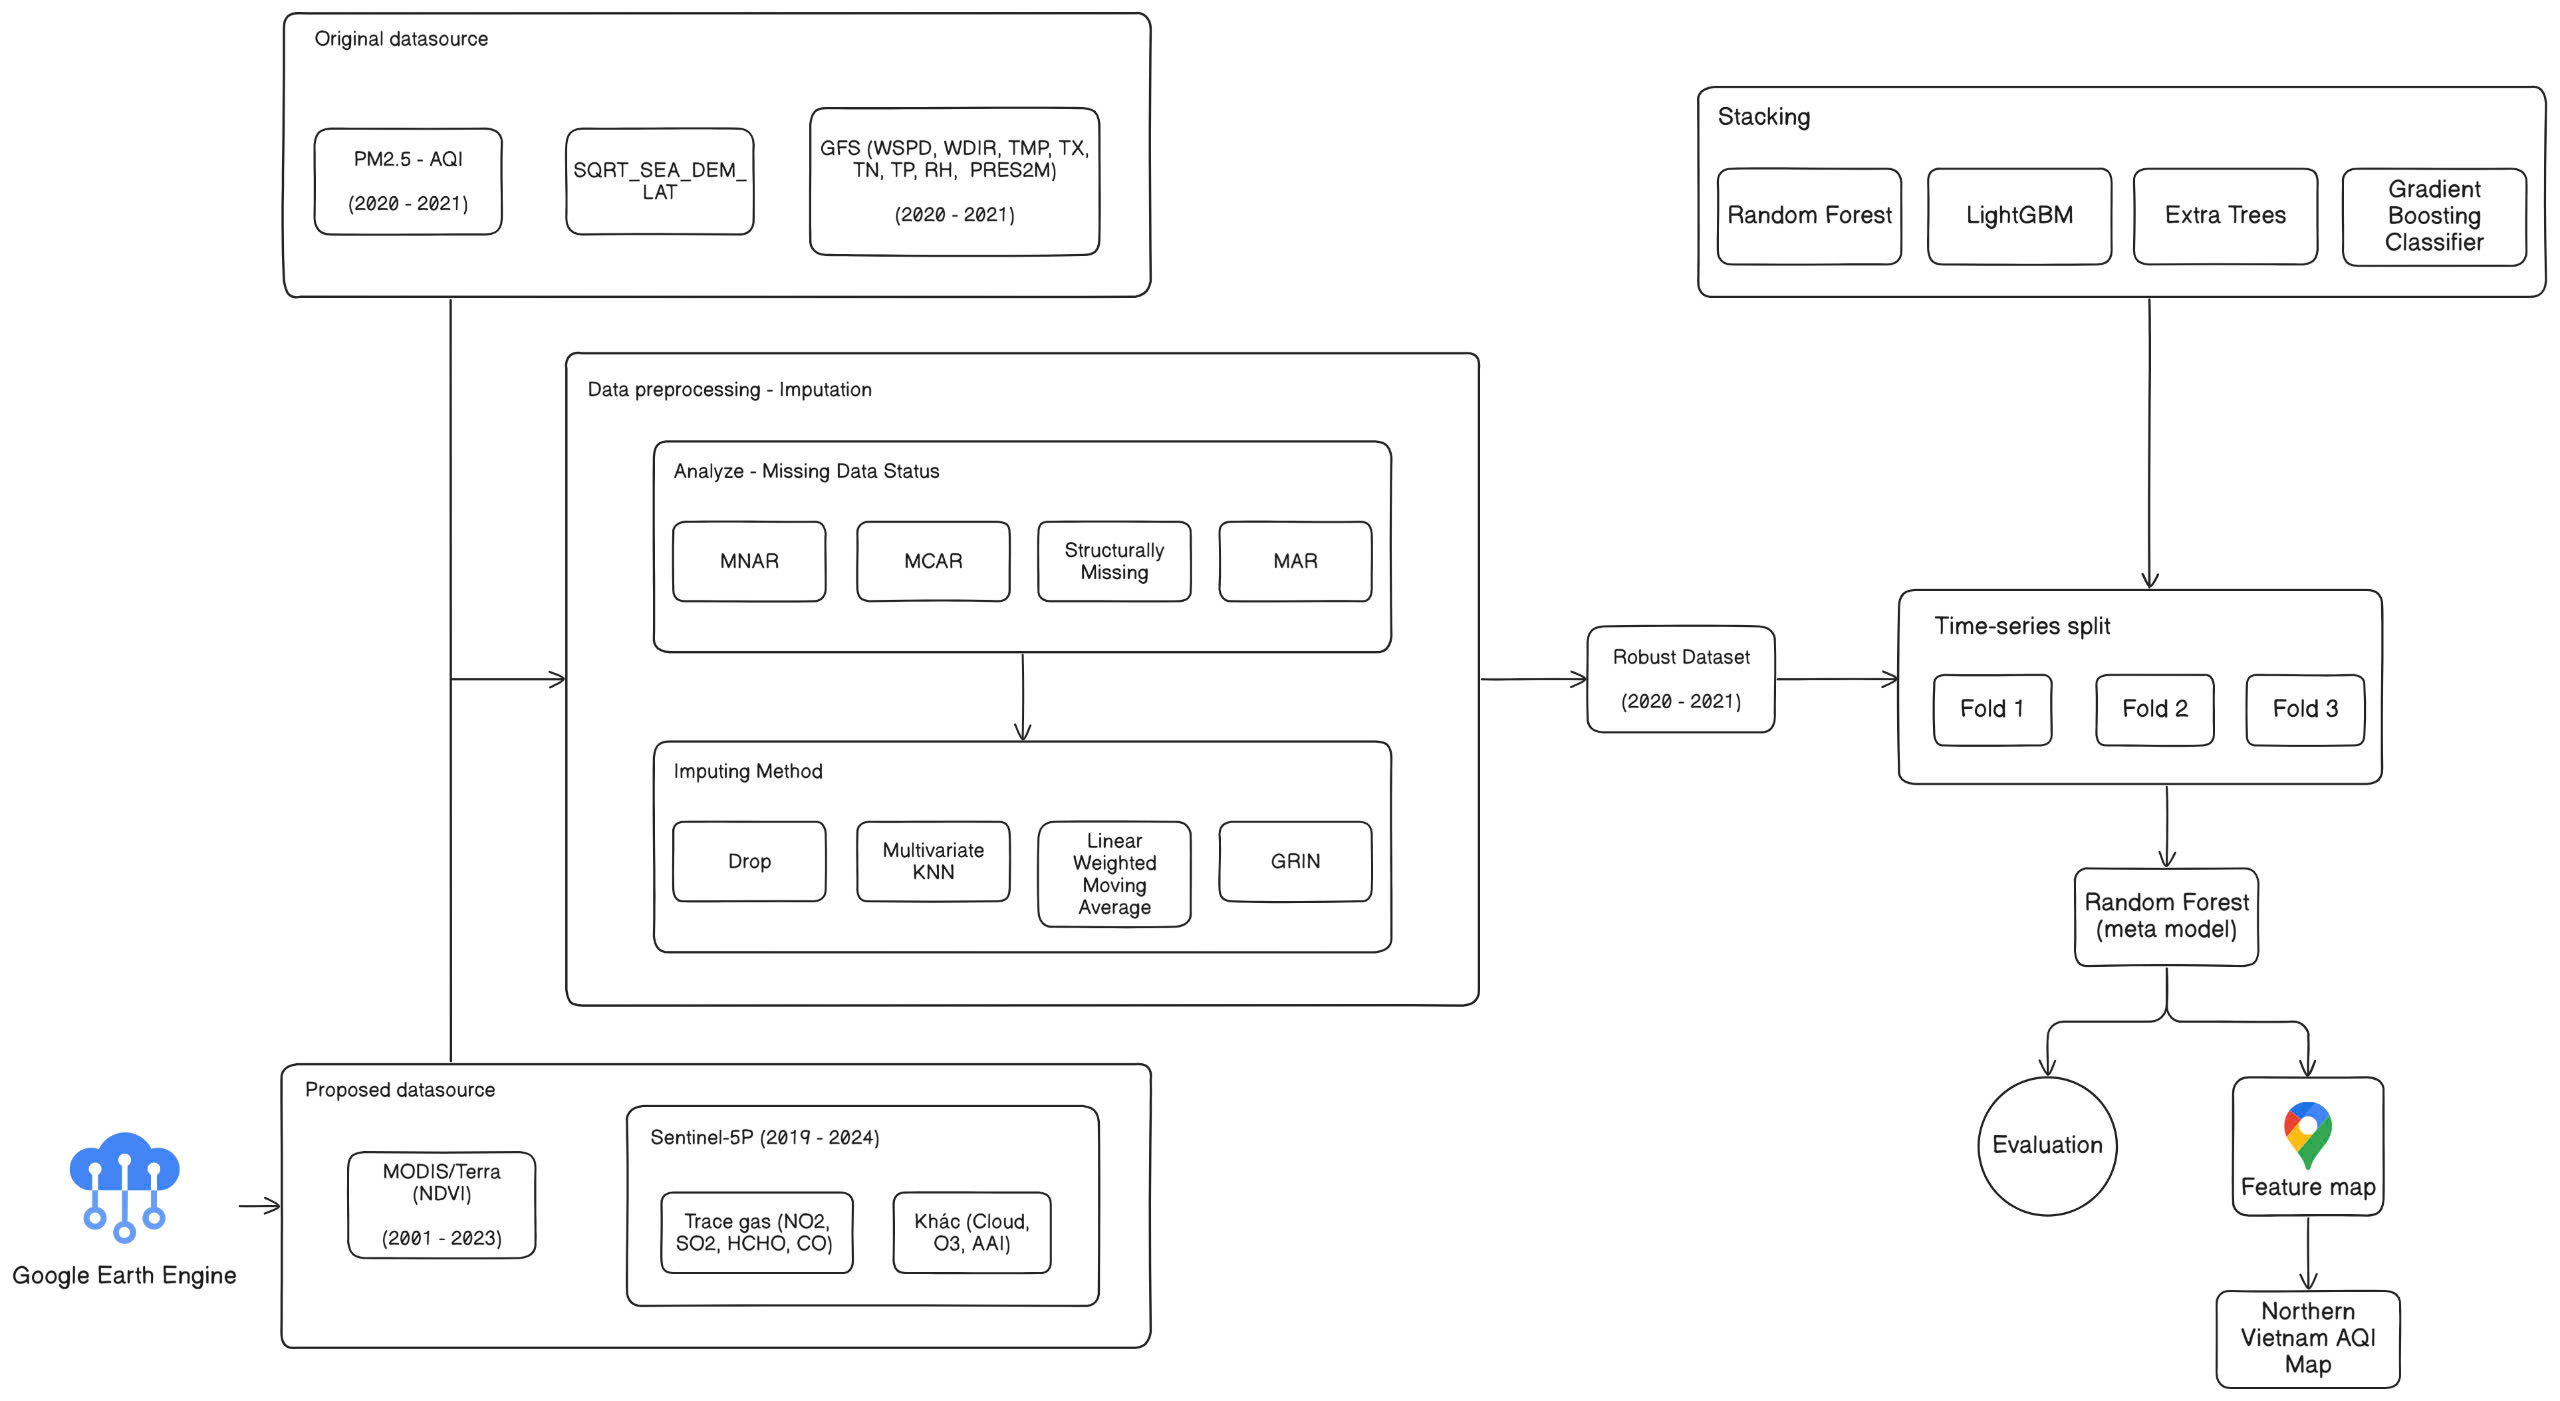 Original datasource
PM2.5 - AQI
(2020 - 2021)
SQRT_SEA_DEM_
LAT
GFS (WSPD, WDIR, TMP, TX,
TN, TP, RH, PRES2M)
(2020 - 2021)
Stacking
Random Forest
LightGBM
Extra Trees
Gradient
Boosting
Classifier
Data preprocessing - Imputation
Analyze - Missing Data Status
MNAR
MCAR
Structurally
Missing
MAR
Imputing Method
Drop
Multivariate
KNN
Linear
Weighted
Moving
Average
GRIN
Robust Dataset
(2020 - 2021)
Time-series split
Fold 1
Fold 2
Fold 3
Random Forest
(meta model)
Evaluation
Feature map
Northern
Vietnam AQI
Map
Google Earth Engine
Proposed datasource
MODIS/Terra
(NDVI)
(2001 - 2023)
Sentinel-5P (2019 - 2024)
Trace gas (NO2,
SO2, HCHO, CO)
Khác (Cloud,
O3, AAI)